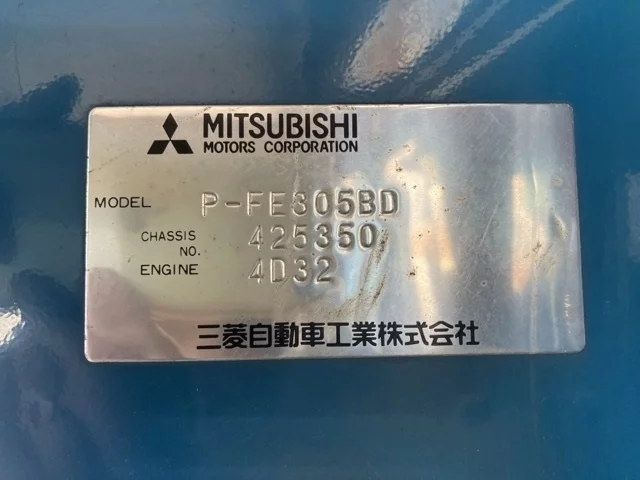 MITSUBISHI
MOTORS CORPORATION
MODEL P-FE305BD
CHASSIS NO. 425350
ENGINE 4D32
三菱自動車工業株式会社